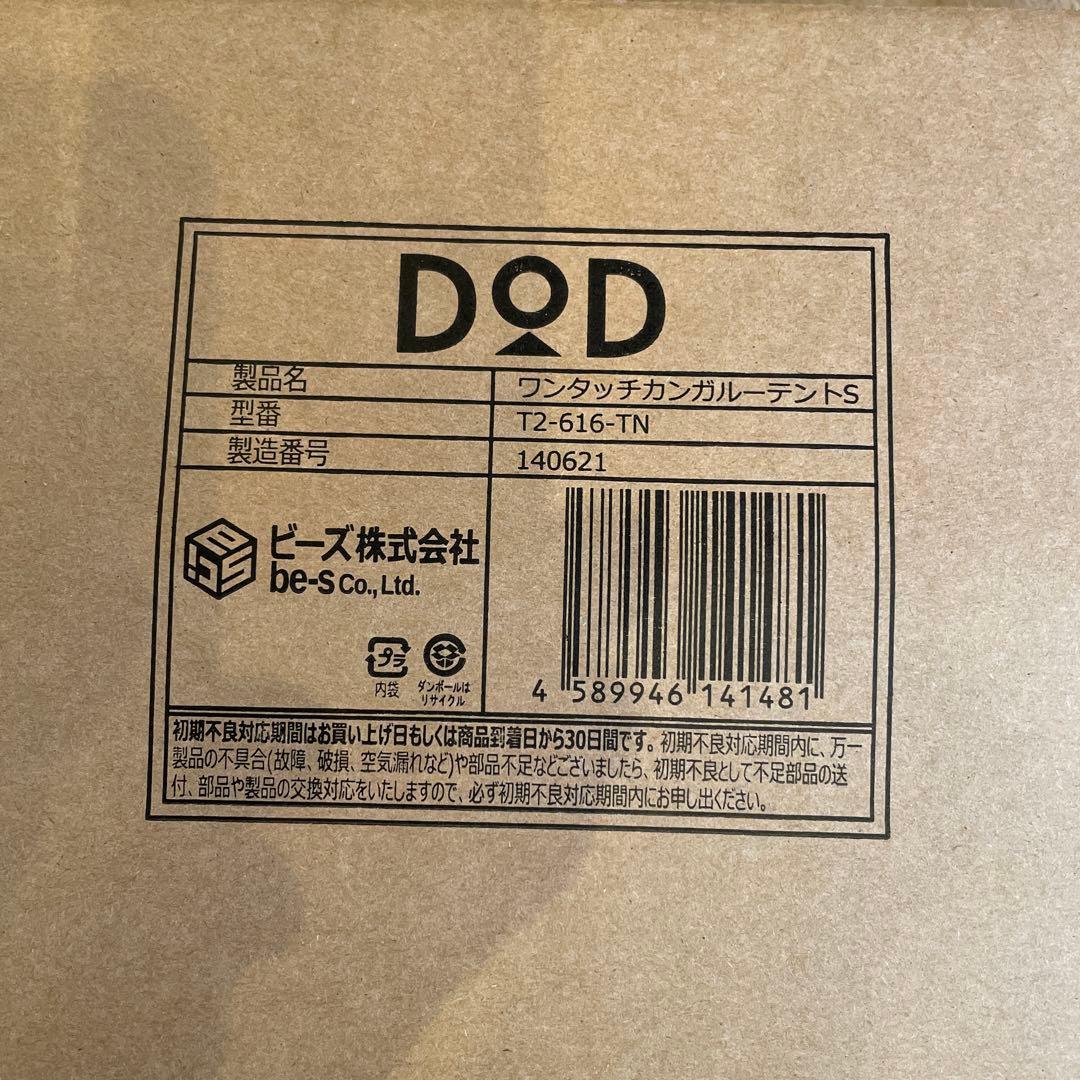 DOD
製品名 ワンタッチカンガルーテントS
型番 T2-616-TN
製造番号 140621
ビーズ株式会社
be-s Co., Ltd.
プラ
内袋
ダンボールは
リサイクル
4 589946 141481
初期不良対応期間はお買い上げ日もしくは商品到着日から30日間です。初期不良対応期間内に、万一
製品の不具合(故障、破損、空気漏れなど)や部品不足などございましたら、初期不良として不足部品の送
付、部品や製品の交換対応をいたしますので、必ず初期不良対応期間内にお申し出ください。